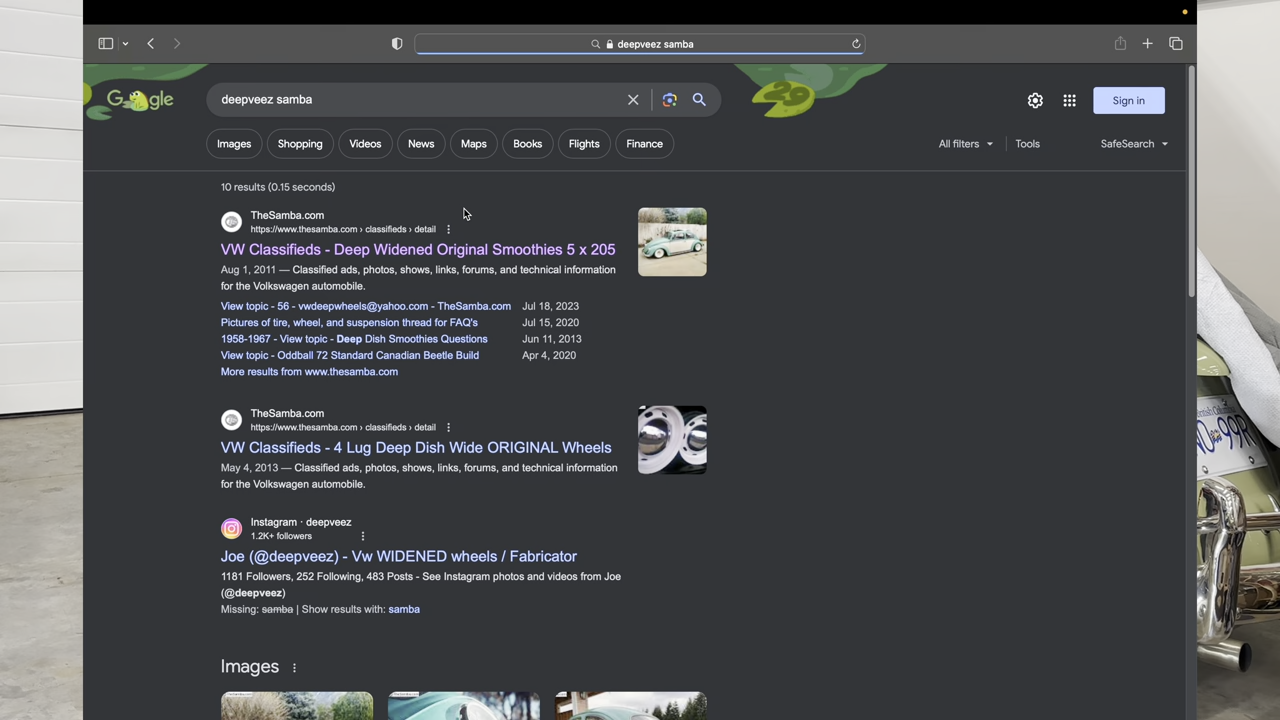 deepveez samba
Google
deepveez samba
29
Sign in
Images
Shopping
Videos
News
Maps
Books
Flights
Finance
All filters
Tools
SafeSearch
10 results (0.15 seconds)
TheSamba.com
https://www.thesamba.com › classifieds › detail
VW Classifieds - Deep Widened Original Smoothies 5 x 205
Aug 1, 2011 — Classified ads, photos, shows, links, forums, and technical information
for the Volkswagen automobile.
View topic - 56 - vwdeepwheels@yahoo.com - TheSamba.com Jul 18, 2023
Pictures of tire, wheel, and suspension thread for FAQ's Jul 15, 2020
1958-1967 - View topic - Deep Dish Smoothies Questions Jun 11, 2013
View topic - Oddball 72 Standard Canadian Beetle Build Apr 4, 2020
More results from www.thesamba.com
TheSamba.com
https://www.thesamba.com › classifieds › detail
VW Classifieds - 4 Lug Deep Dish Wide ORIGINAL Wheels
May 4, 2013 — Classified ads, photos, shows, links, forums, and technical information
for the Volkswagen automobile.
Instagram · deepveez
1.2K+ followers
Joe (@deepveez) - Vw WIDENED wheels / Fabricator
1181 Followers, 252 Following, 483 Posts - See Instagram photos and videos from Joe
(@deepveez)
Missing: samba | Show results with: samba
Images